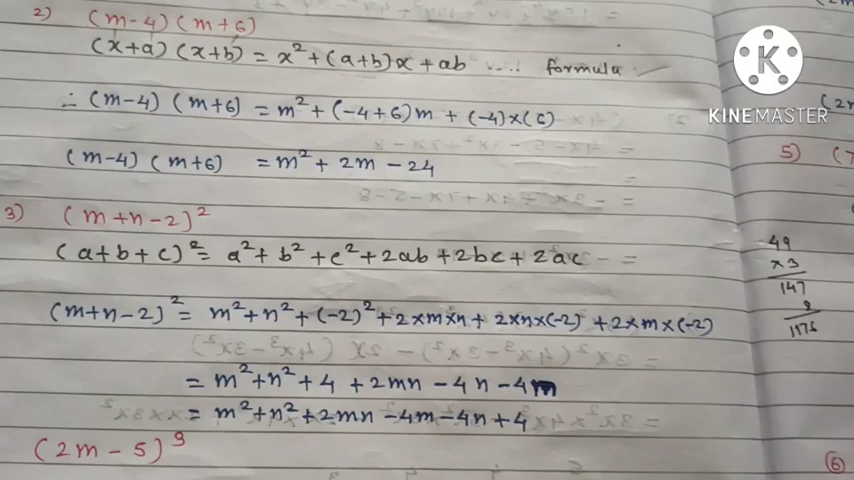 2) (m-4) (m+6)
(x+a) (x+b) = x² + (a+b)x + ab .... formula
∴ (m-4) (m+6) = m² + (-4+6)m + (-4)×(6)
(m-4) (m+6) = m² + 2m - 24
3) (m+n-2)²
(a+b+c)² = a² + b² + c² + 2ab + 2bc + 2ac
(m+n-2)² = m² + n² + (-2)² + 2×m×n + 2×n×(-2) + 2×m×(-2)
= m² + n² + 4 + 2mn - 4n - 4m
= m² + n² + 2mn - 4m - 4n + 4
(2m - 5)³
KINEMASTER
(2
5) (7
49
×3
147
8
⑥